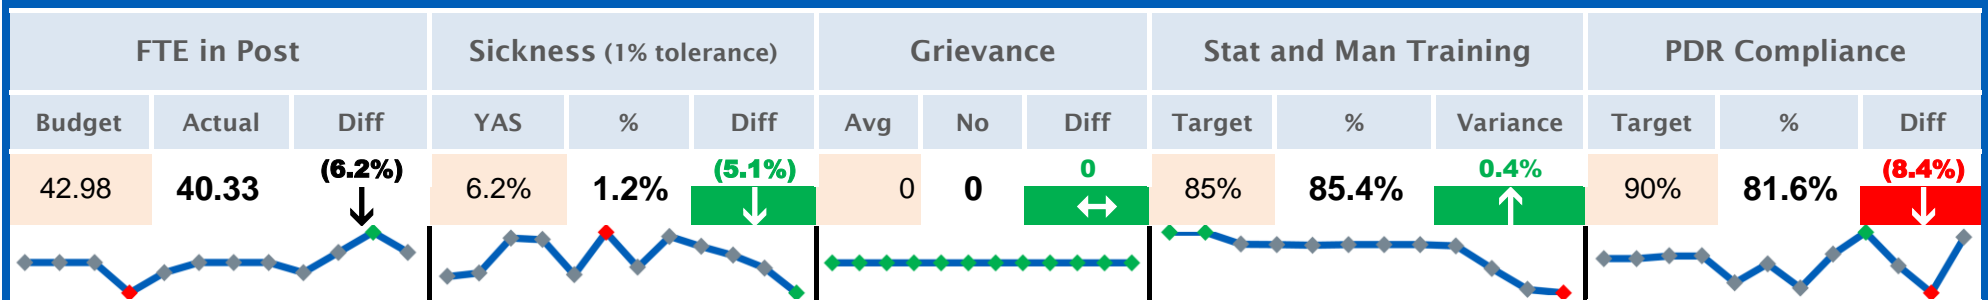 FTE in Post Sickness (1% tolerance) Grievance Stat and Man Training PDR Compliance
Budget Actual Diff YAS % Diff Avg No Diff Target % Variance Target % Diff
(6.2%) (5.1%) 0 0.4% (8.4%)
42.98 40.33 6.2% 1.2% 0 0 85% 85.4% 90% 81.6%